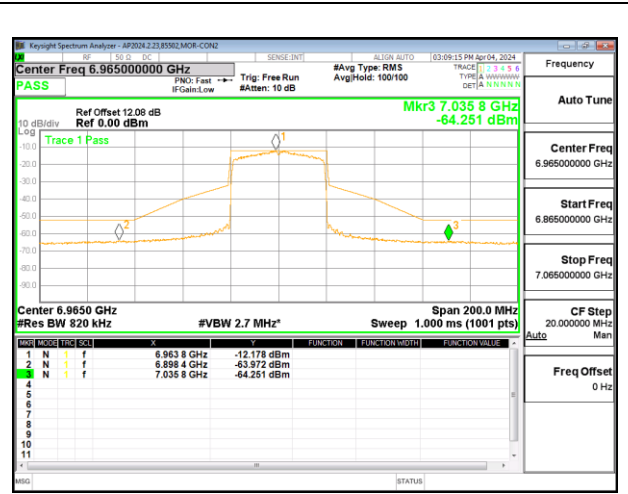 Keysight Spectrum Analyzer - AP2024.2.23,85502,MOR-CON2
RF 50 Ω DC SENSE:INT ALIGN AUTO 03:09:15 PM Apr 04, 2024
Center Freq 6.965000000 GHz
PASS
PNO: Fast
IFGain:Low
Trig: Free Run
#Atten: 10 dB
#Avg Type: RMS
Avg|Hold: 100/100
TRACE 1 2 3 4 5 6
TYPE A WWWWW
DET A N N N N N
Frequency
Ref Offset 12.08 dB
10 dB/div Ref 0.00 dBm
Mkr3 7.035 8 GHz
-64.251 dBm
Log
Trace 1 Pass
-10.0
-20.0
-30.0
-40.0
-50.0
-60.0
-70.0
-80.0
-90.0
1
2
3
Center 6.9650 GHz Span 200.0 MHz
#Res BW 820 kHz #VBW 2.7 MHz* Sweep 1.000 ms (1001 pts)
MKR MODE TRC SCL X Y FUNCTION FUNCTION WIDTH FUNCTION VALUE
1 N 1 f 6.963 8 GHz -12.178 dBm
2 N 1 f 6.898 4 GHz -63.972 dBm
3 N 1 f 7.035 8 GHz -64.251 dBm
4
5
6
7
8
9
10
11
MSG STATUS
Auto Tune
Center Freq
6.965000000 GHz
Start Freq
6.865000000 GHz
Stop Freq
7.065000000 GHz
CF Step
20.000000 MHz
Auto Man
Freq Offset
0 Hz